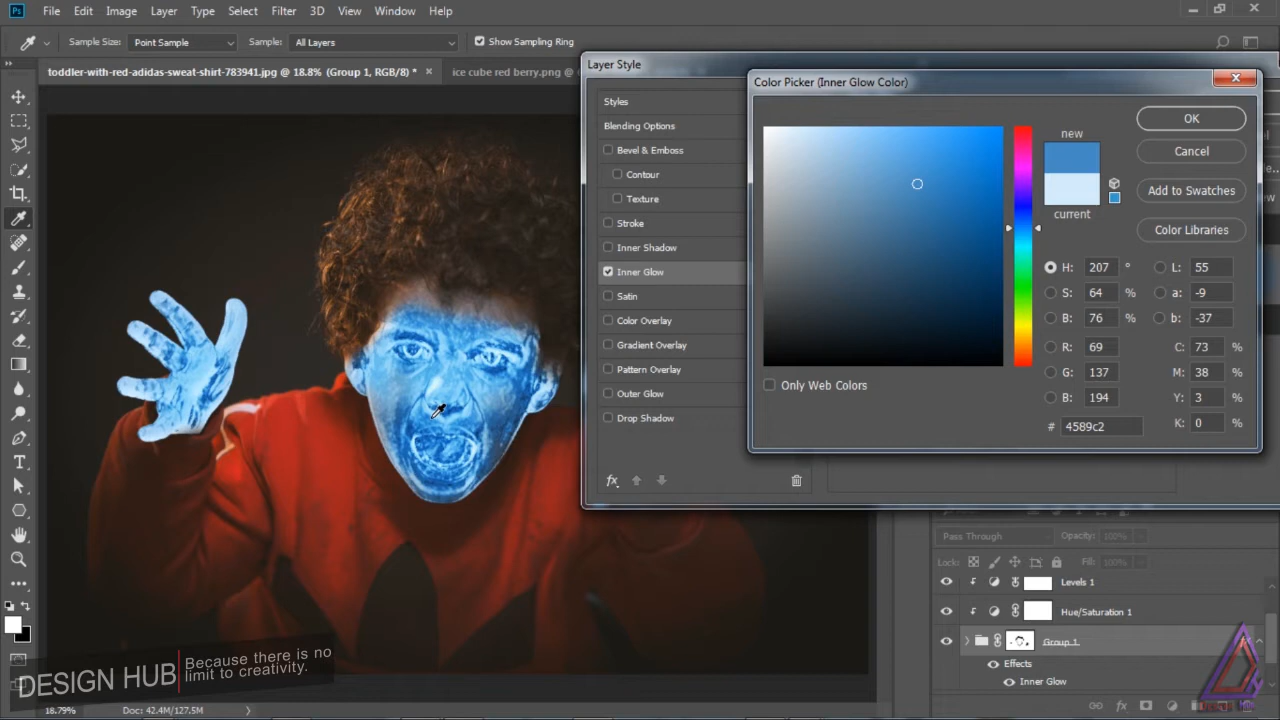 Ps File Edit Image Layer Type Select Filter 3D View Window Help
Sample Size: Point Sample Sample: All Layers Show Sampling Ring
toddler-with-red-adidas-sweat-shirt-783941.jpg @ 18.8% (Group 1, RGB/8) * × ice cube red berry.png @
Layer Style
Styles
Blending Options
Bevel & Emboss
Contour
Texture
Stroke
Inner Shadow
Inner Glow
Satin
Color Overlay
Gradient Overlay
Pattern Overlay
Outer Glow
Drop Shadow
fx
Color Picker (Inner Glow Color)
new
current
OK
Cancel
Add to Swatches
Color Libraries
H: 207 ° L: 55
S: 64 % a: -9
B: 76 % b: -37
R: 69 C: 73 %
G: 137 M: 38 %
B: 194 Y: 3 %
# 4589c2 K: 0 %
Only Web Colors
Pass Through Opacity: 100%
Lock: Fill: 100%
Levels 1
Hue/Saturation 1
Group 1
Effects
Inner Glow
fx
DESIGN HUB
Because there is no
limit to creativity.
18.79% Doc: 42.4M/127.5M